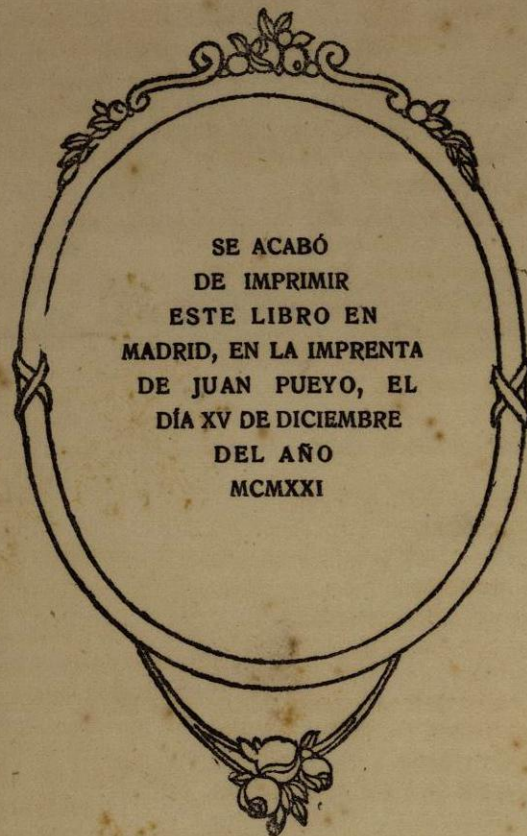 SE ACABÓ
DE IMPRIMIR
ESTE LIBRO EN
MADRID, EN LA IMPRENTA
DE JUAN PUEYO, EL
DÍA XV DE DICIEMBRE
DEL AÑO
MCMXXI